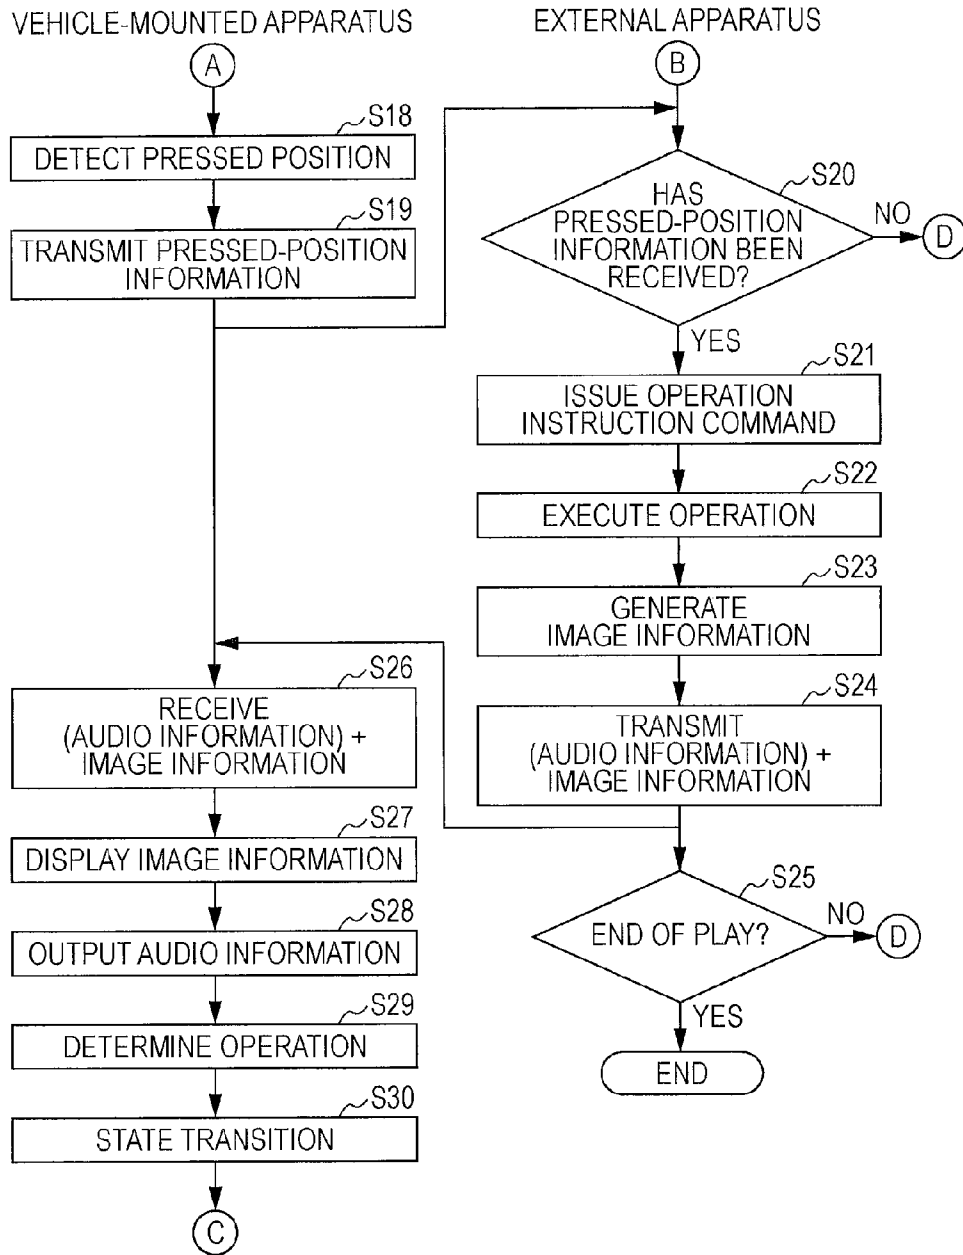 VEHICLE-MOUNTED APPARATUS
A
S18
DETECT PRESSED POSITION
S19
TRANSMIT PRESSED-POSITION
INFORMATION
S26
RECEIVE
(AUDIO INFORMATION) +
IMAGE INFORMATION
S27
DISPLAY IMAGE INFORMATION
S28
OUTPUT AUDIO INFORMATION
S29
DETERMINE OPERATION
S30
STATE TRANSITION
C
EXTERNAL APPARATUS
B
S20
HAS
PRESSED-POSITION
INFORMATION BEEN
RECEIVED?
NO
D
YES
S21
ISSUE OPERATION
INSTRUCTION COMMAND
S22
EXECUTE OPERATION
S23
GENERATE
IMAGE INFORMATION
S24
TRANSMIT
(AUDIO INFORMATION) +
IMAGE INFORMATION
S25
END OF PLAY?
NO
D
YES
END